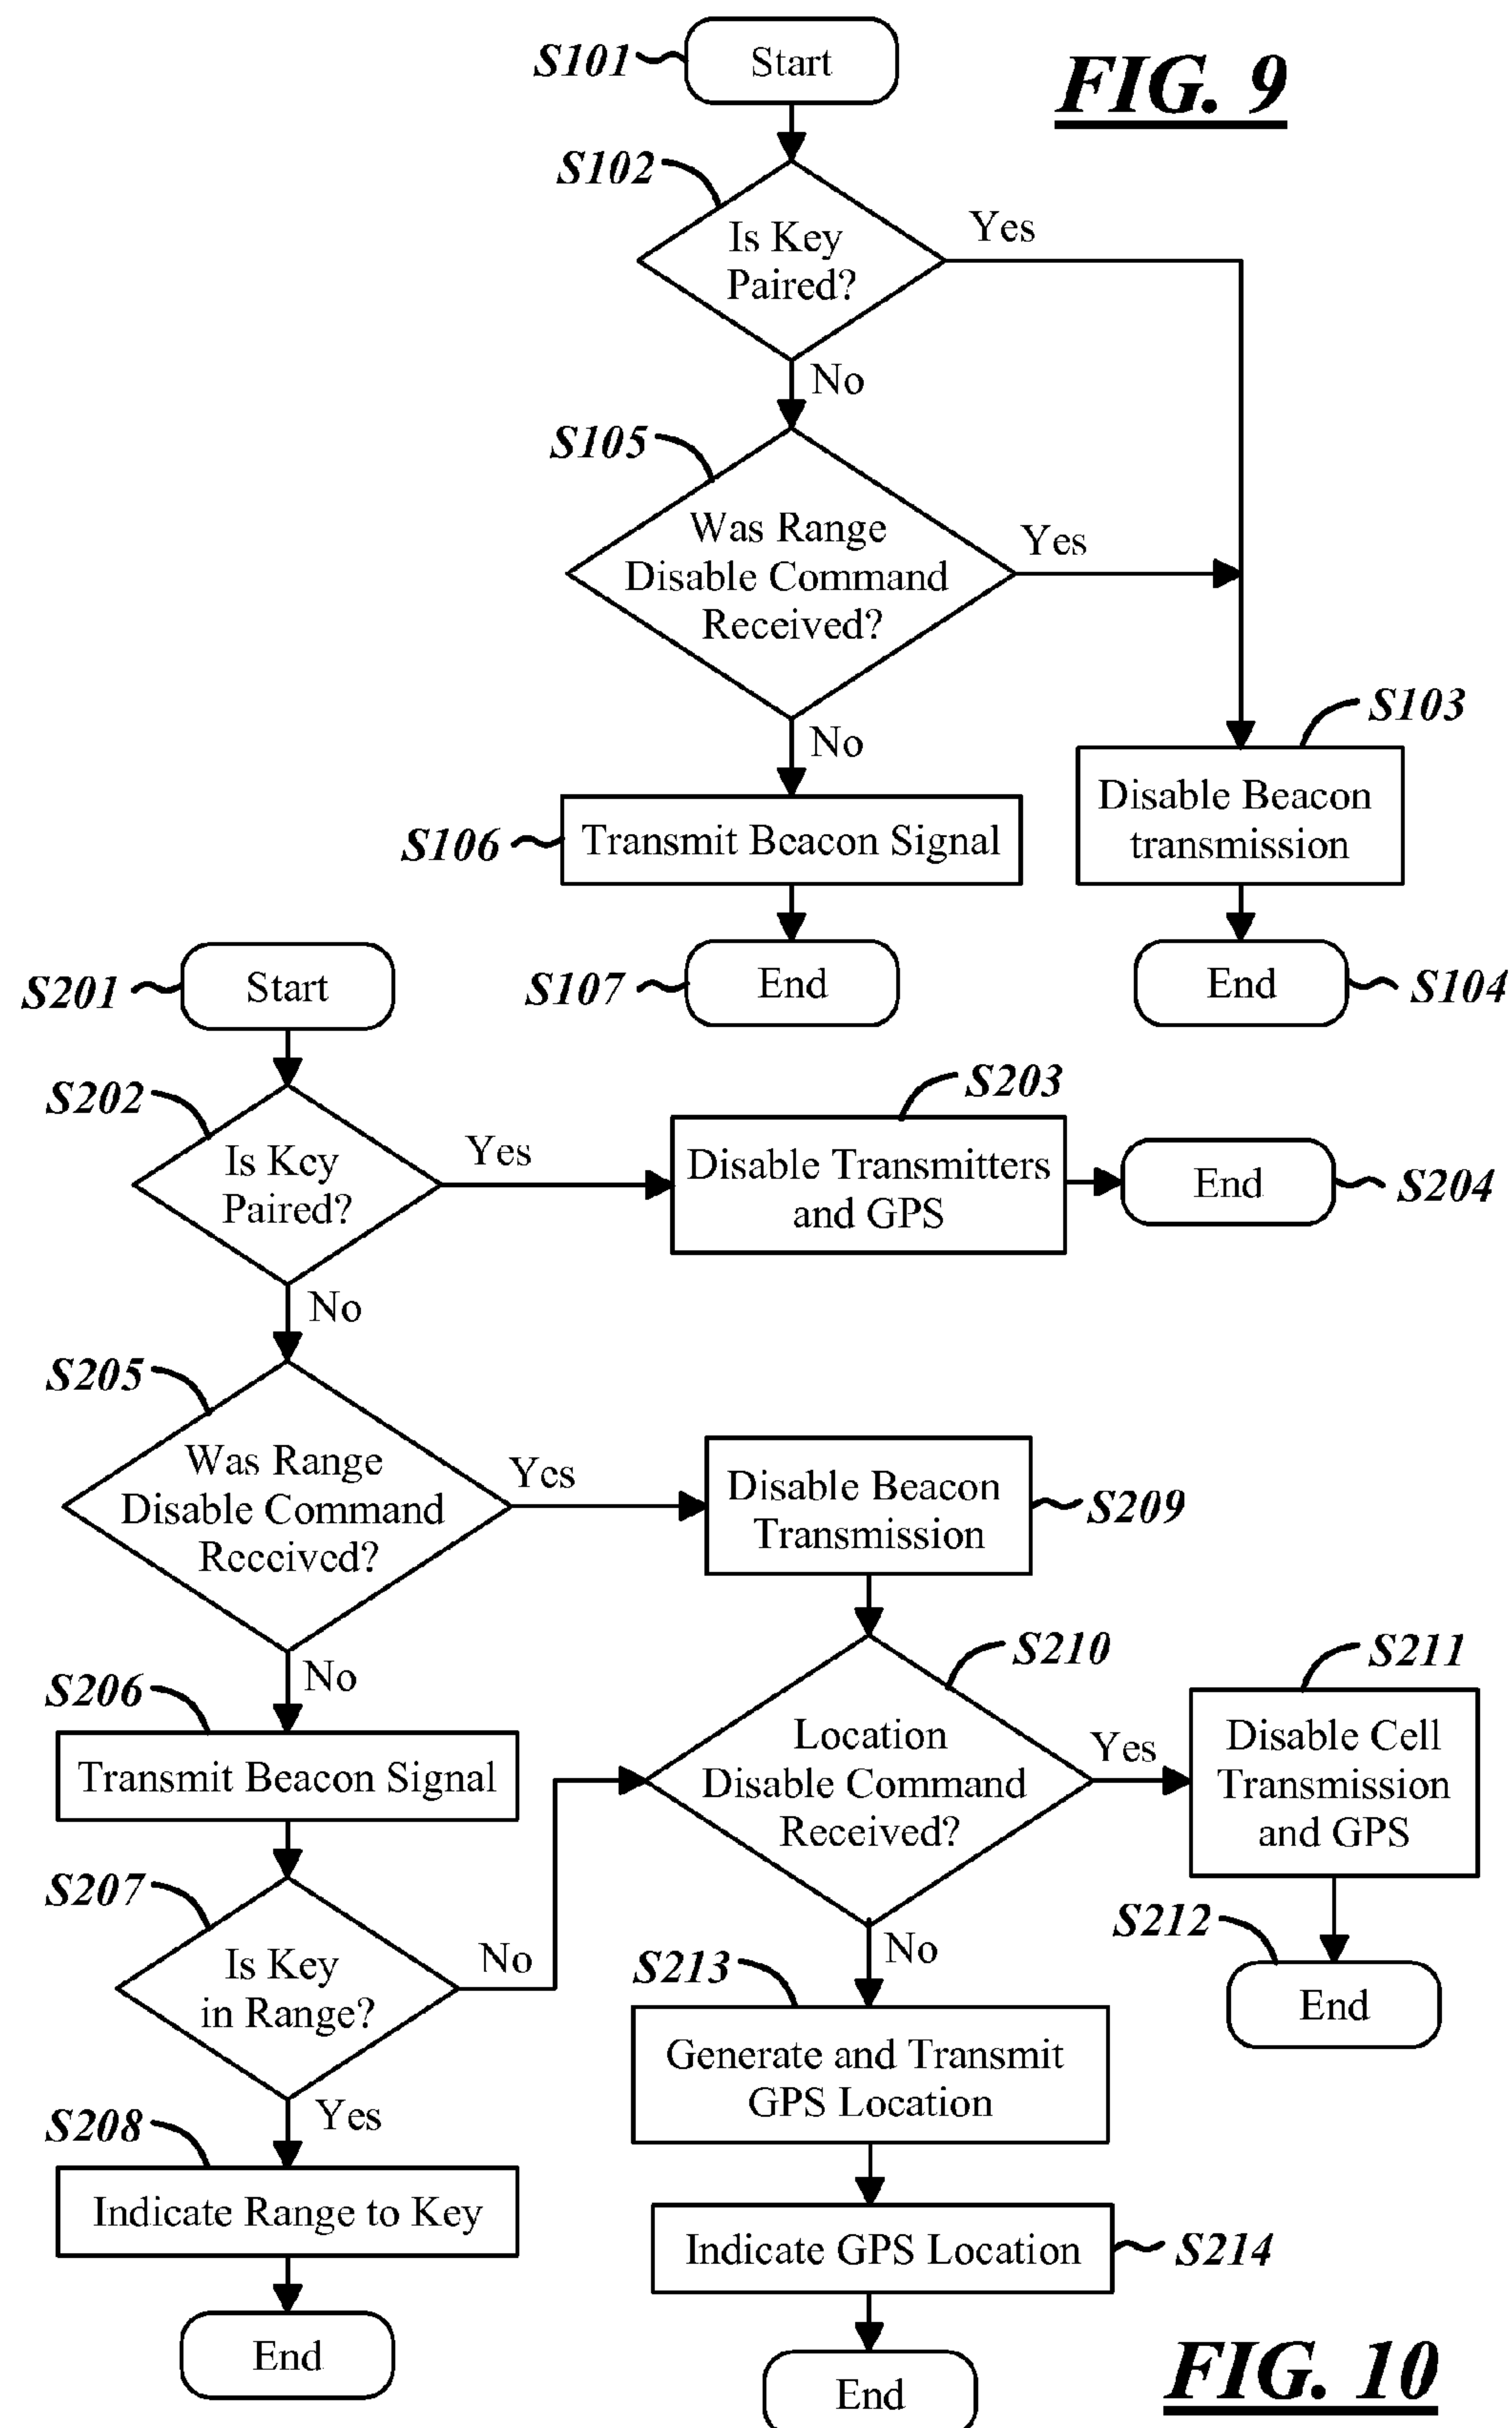 FIG. 9
S101
Start
S102
Is Key
Paired?
Yes
No
S105
Was Range
Disable Command
Received?
Yes
No
S103
Disable Beacon
transmission
S106
Transmit Beacon Signal
S107
End
End
S104
S201
Start
S202
Is Key
Paired?
Yes
No
S203
Disable Transmitters
and GPS
End
S204
S205
Was Range
Disable Command
Received?
Yes
No
Disable Beacon
Transmission
S209
S206
Transmit Beacon Signal
S210
Location
Disable Command
Received?
Yes
No
S211
Disable Cell
Transmission
and GPS
S212
End
S207
Is Key
in Range?
No
Yes
S213
Generate and Transmit
GPS Location
S208
Indicate Range to Key
End
Indicate GPS Location
S214
End
FIG. 10